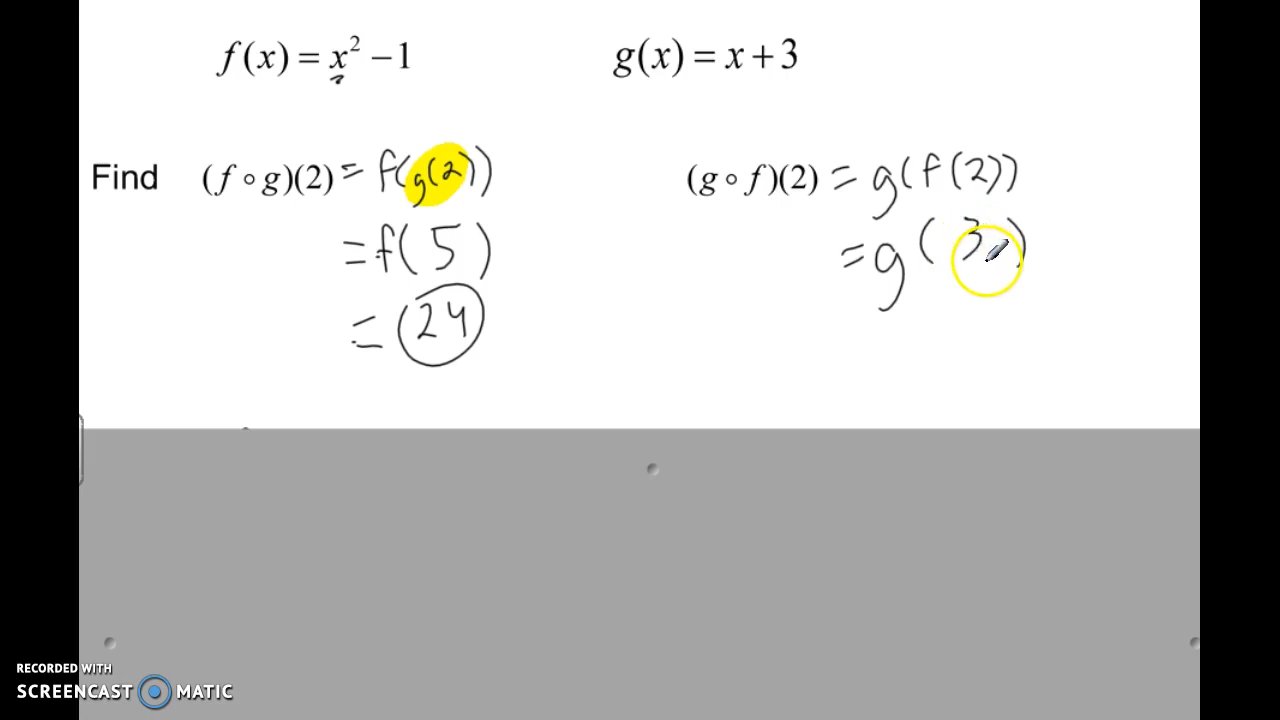 f(x) = x² − 1
g(x) = x + 3
Find (f ∘ g)(2) = f(g(2))
= f(5)
= 24
(g ∘ f)(2) = g(f(2))
= g(3)
RECORDED WITH
SCREENCAST MATIC